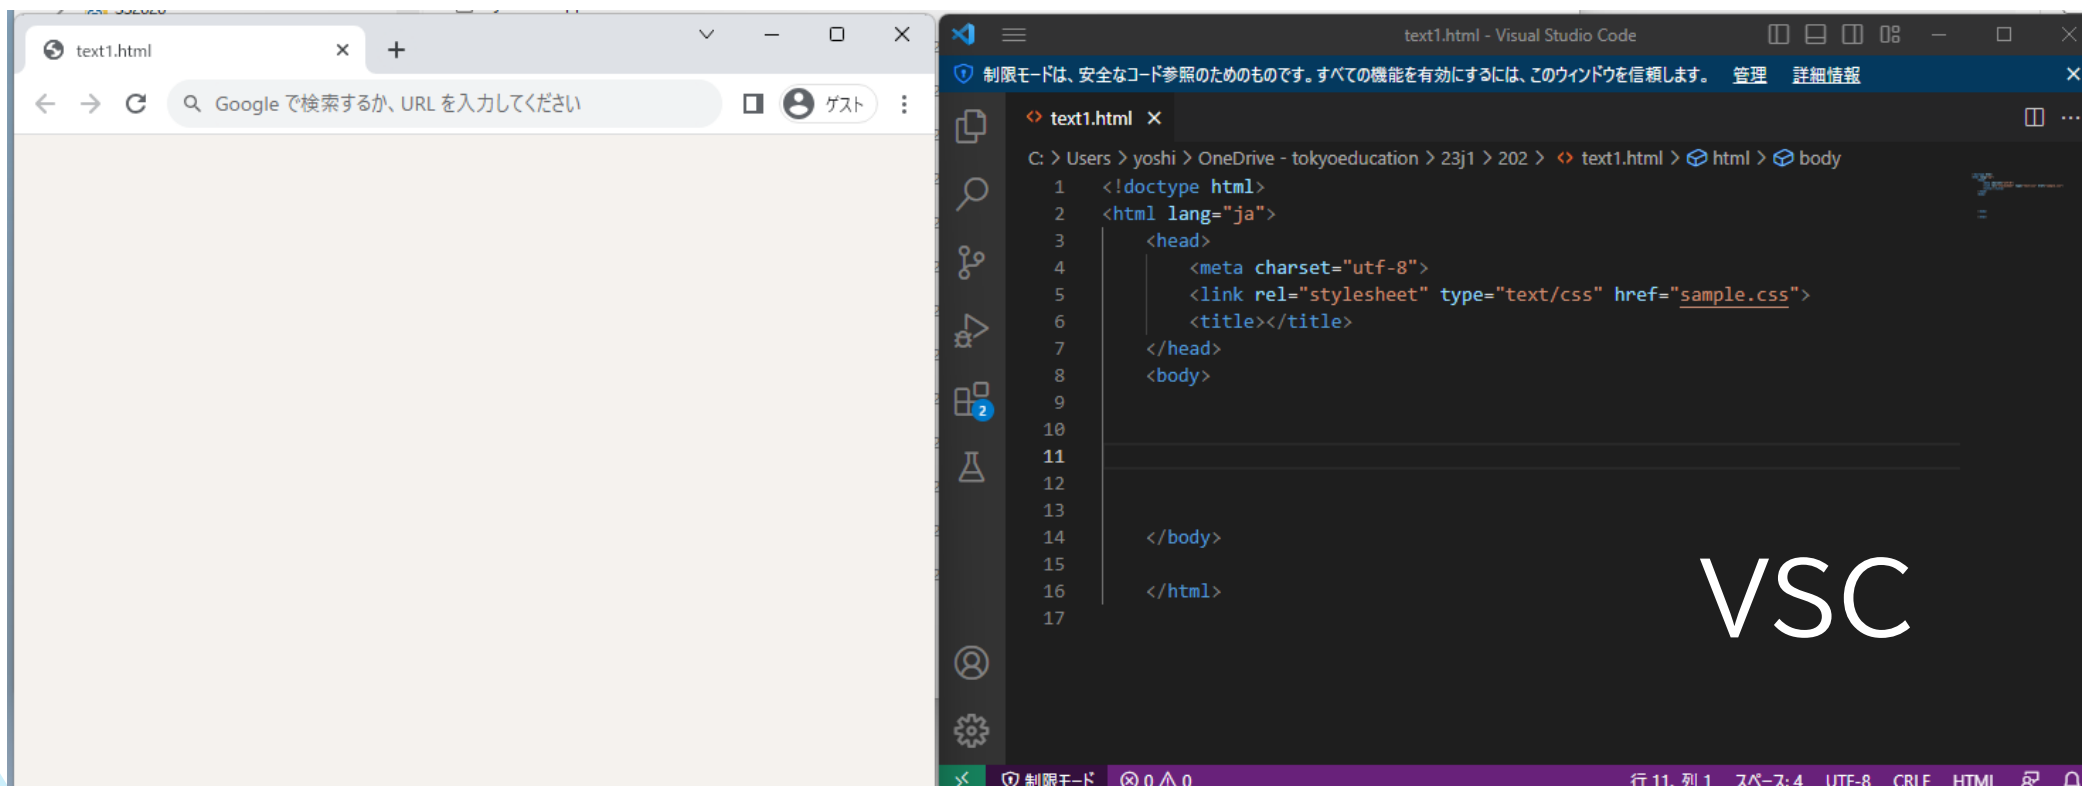 text1.html
Google で検索するか、URL を入力してください
ゲスト
text1.html - Visual Studio Code
制限モードは、安全なコード参照のためのものです。すべての機能を有効にするには、このウィンドウを信頼します。 管理 詳細情報
text1.html
C: > Users > yoshi > OneDrive - tokyoeducation > 23j1 > 202 > text1.html > html > body
1 <!doctype html>
2 <html lang="ja">
3 <head>
4 <meta charset="utf-8">
5 <link rel="stylesheet" type="text/css" href="sample.css">
6 <title></title>
7 </head>
8 <body>
9
10
11
12
13
14 </body>
15
16 </html>
17
2
VSC
制限モード 0 0 行 11、列 1 スペース: 4 UTF-8 CRLF HTML